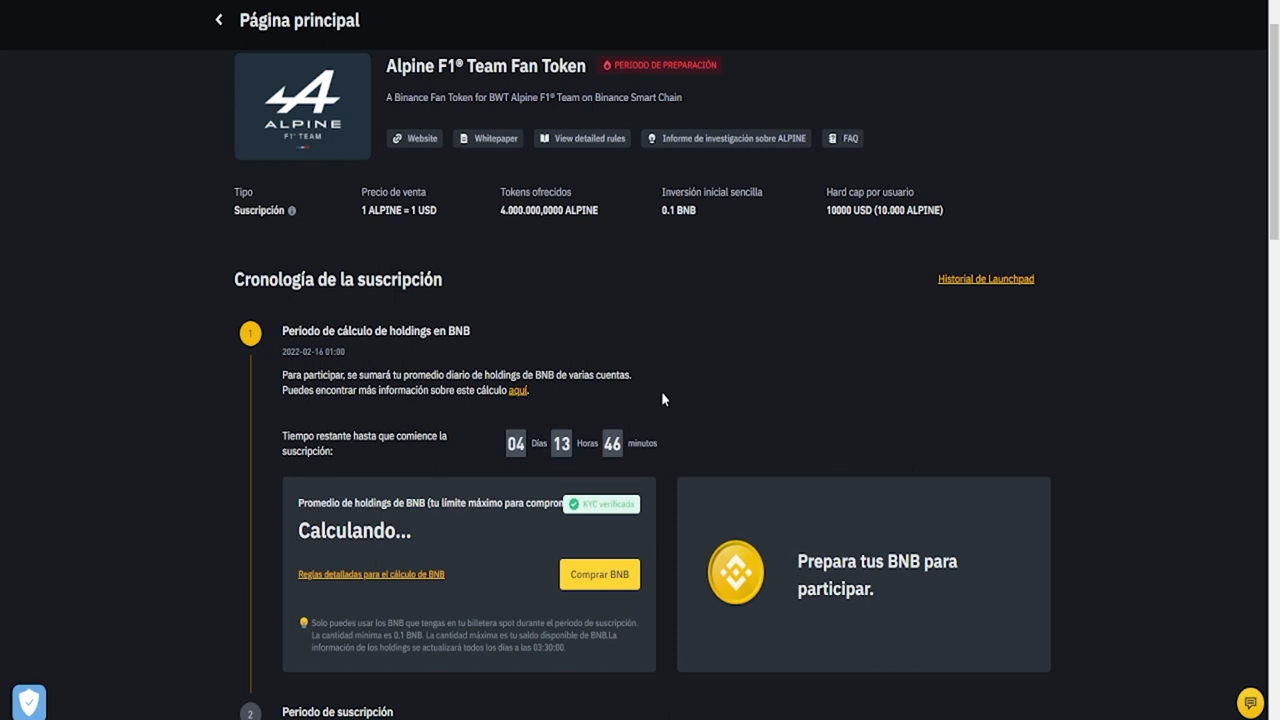 Página principal
ALPINE
F1® TEAM
Alpine F1® Team Fan Token
PERIODO DE PREPARACIÓN
A Binance Fan Token for BWT Alpine F1® Team on Binance Smart Chain
Website
Whitepaper
View detailed rules
Informe de investigación sobre ALPINE
FAQ
Tipo
Suscripción
Precio de venta
1 ALPINE = 1 USD
Tokens ofrecidos
4.000.000,0000 ALPINE
Inversión inicial sencilla
0.1 BNB
Hard cap por usuario
10000 USD (10.000 ALPINE)
Cronología de la suscripción
Historial de Launchpad
1
Periodo de cálculo de holdings en BNB
2022-02-16 01:00
Para participar, se sumará tu promedio diario de holdings de BNB de varias cuentas.
Puedes encontrar más información sobre este cálculo aquí.
Tiempo restante hasta que comience la
suscripción:
04 Días 13 Horas 46 minutos
Promedio de holdings de BNB (tu límite máximo para compron
KYC verificada
Calculando...
Reglas detalladas para el cálculo de BNB
Comprar BNB
Solo puedes usar los BNB que tengas en tu billetera spot durante el periodo de suscripción.
La cantidad mínima es 0.1 BNB. La cantidad máxima es tu saldo disponible de BNB.La
información de los holdings se actualizará todos los días a las 03:30:00.
Prepara tus BNB para
participar.
2
Periodo de suscripción